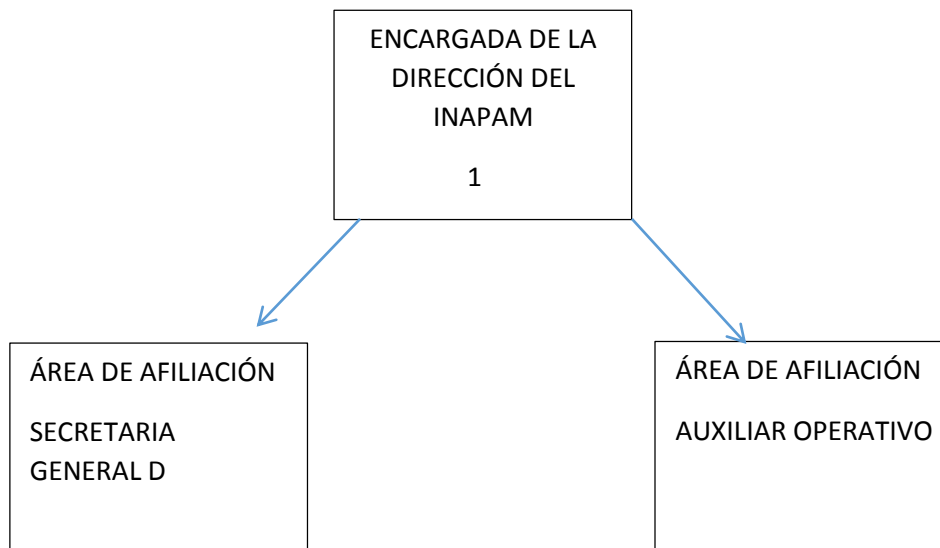 ENCARGADA DE LA
DIRECCIÓN DEL
INAPAM
1
ÁREA DE AFILIACIÓN
SECRETARIA
GENERAL D
ÁREA DE AFILIACIÓN
AUXILIAR OPERATIVO